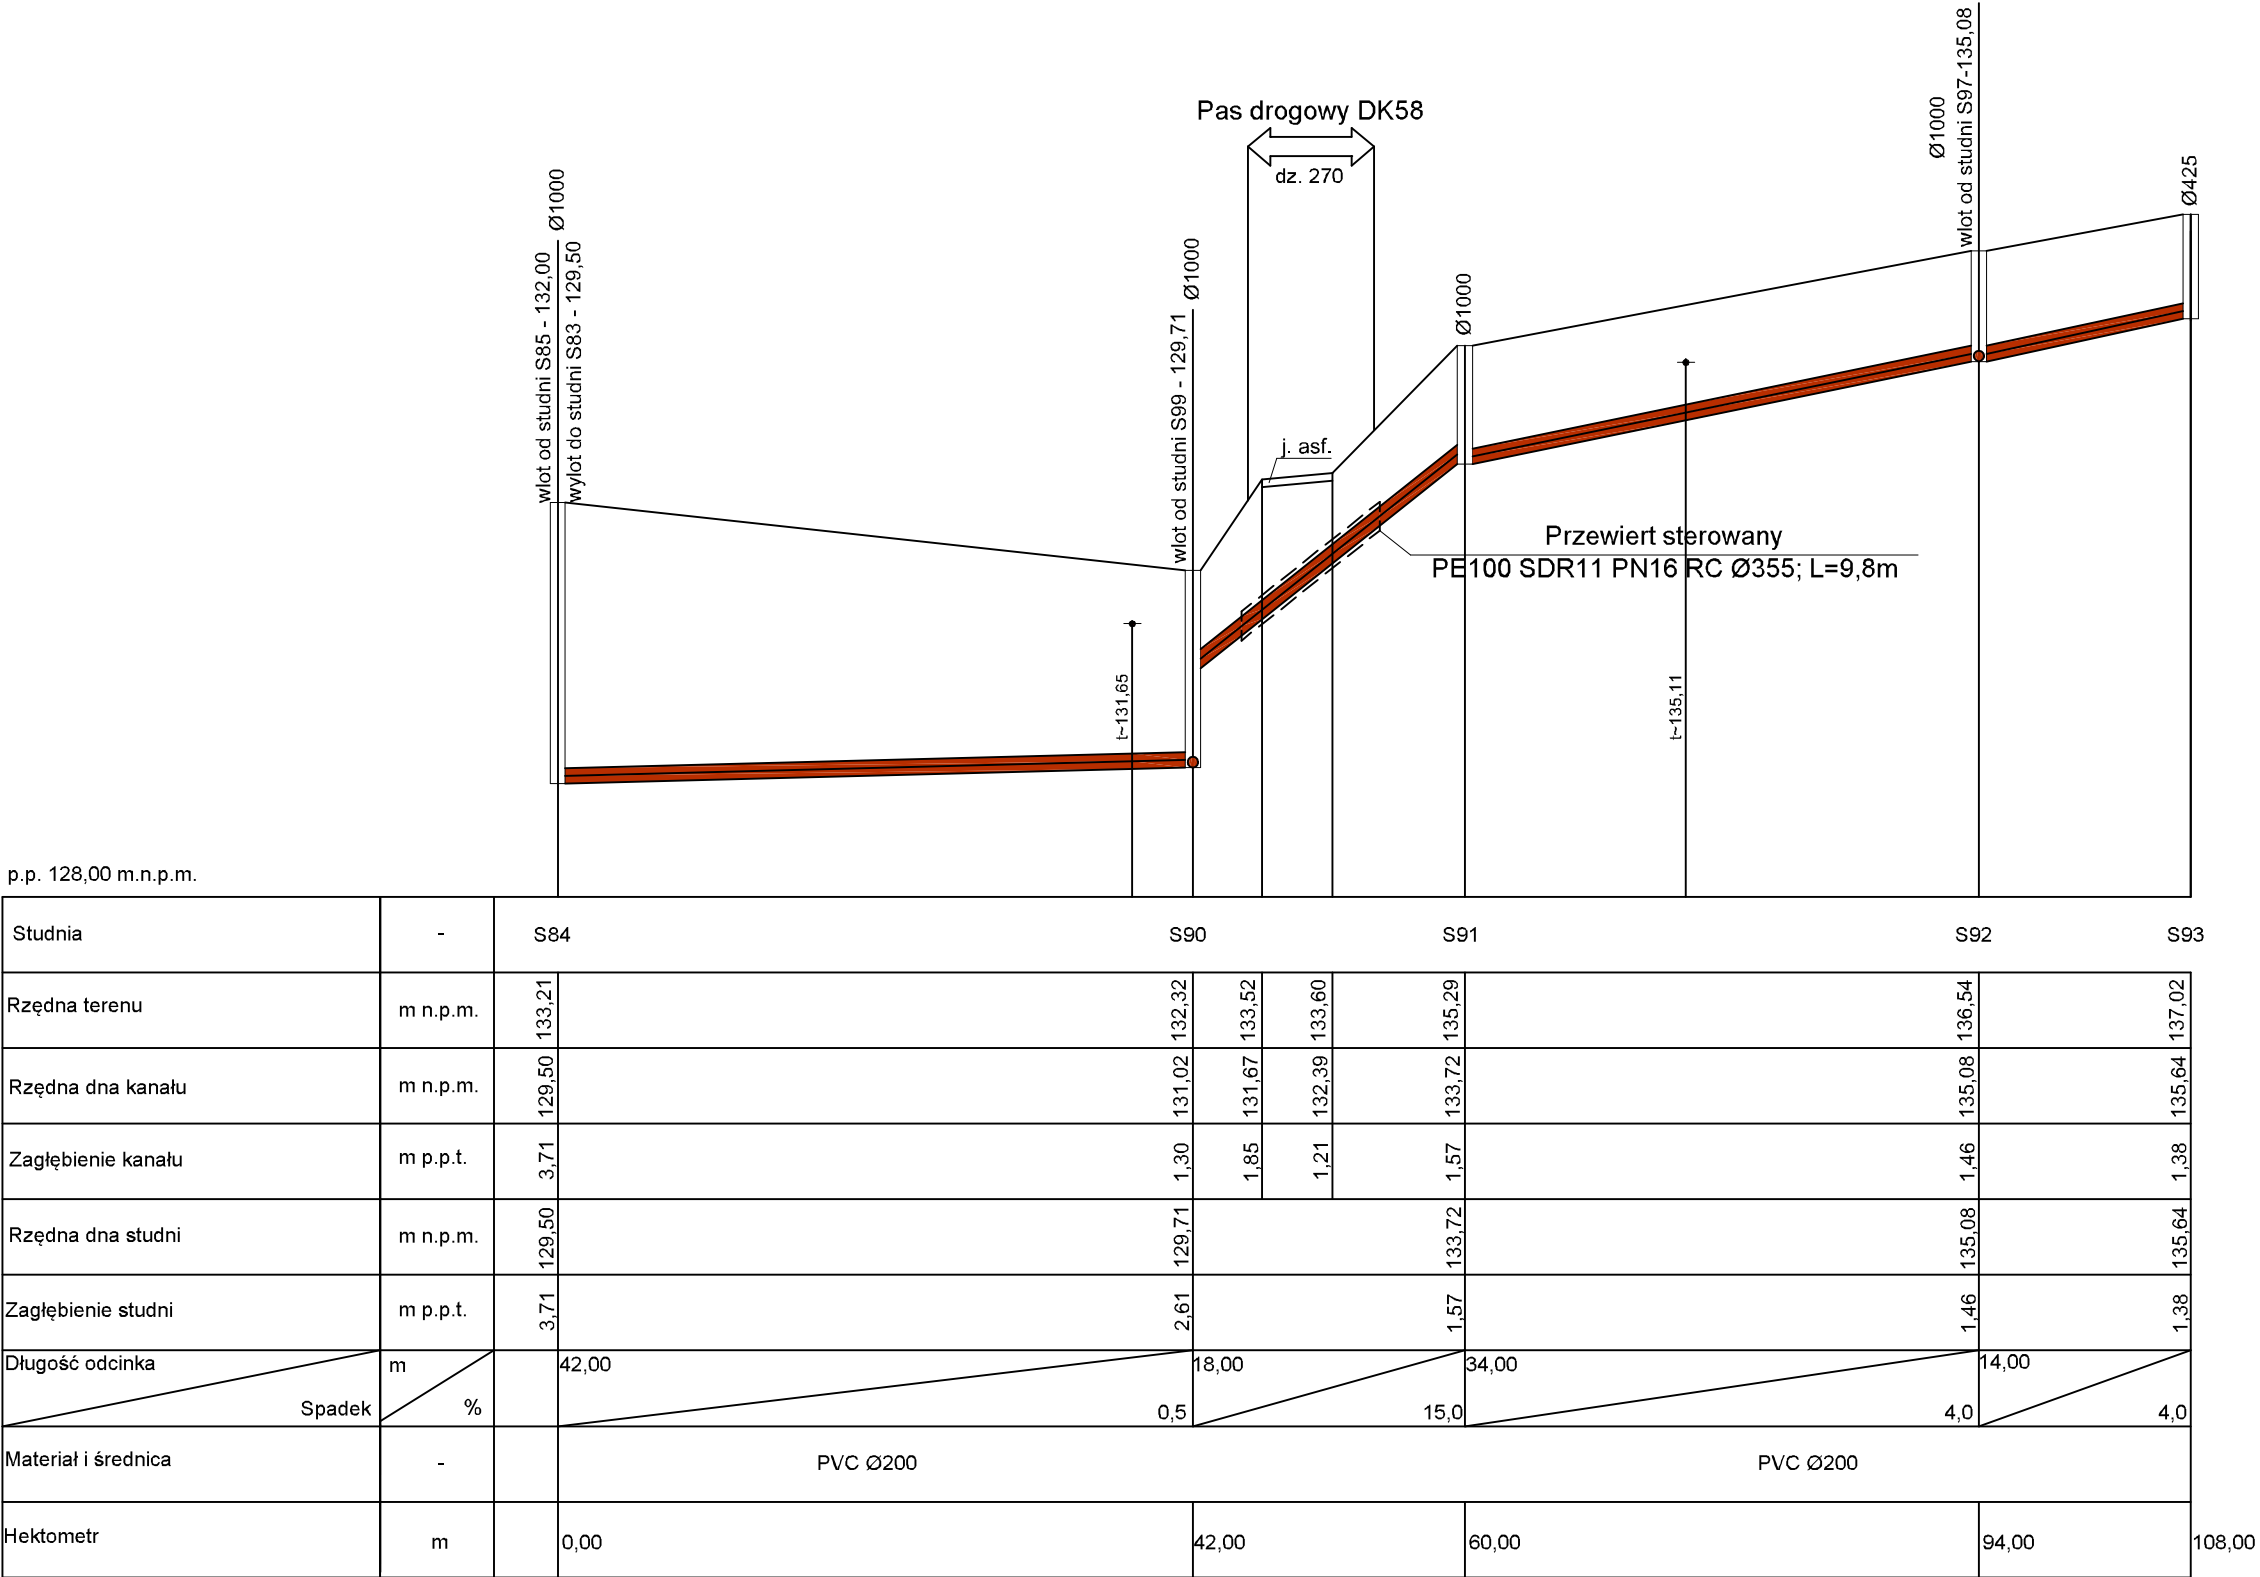 Pas drogowy DK58
dz. 270
wlot od studni S85 - 132,00
Ø1000
wylot do studni S83 - 129,50
wlot od studni S99 - 129,71
Ø1000
j. asf.
Ø1000
Ø1000
wlot od studni S97-135,08
Ø425
Przewiert sterowany
PE100 SDR11 PN16 RC Ø355; L=9,8m
t~131,65
t~135,11
p.p. 128,00 m.n.p.m.
Studnia - S84 S90 S91 S92 S93
Rzędna terenu m n.p.m. 133,21 132,32 133,52 133,60 135,29 136,54 137,02
Rzędna dna kanału m n.p.m. 129,50 131,02 131,67 132,39 133,72 135,08 135,64
Zagłębienie kanału m p.p.t. 3,71 1,30 1,85 1,21 1,57 1,46 1,38
Rzędna dna studni m n.p.m. 129,50 129,71 133,72 135,08 135,64
Zagłębienie studni m p.p.t. 3,71 2,61 1,57 1,46 1,38
Długość odcinka m 42,00 18,00 34,00 14,00
Spadek % 0,5 15,0 4,0 4,0
Materiał i średnica - PVC Ø200 PVC Ø200
Hektometr m 0,00 42,00 60,00 94,00 108,00